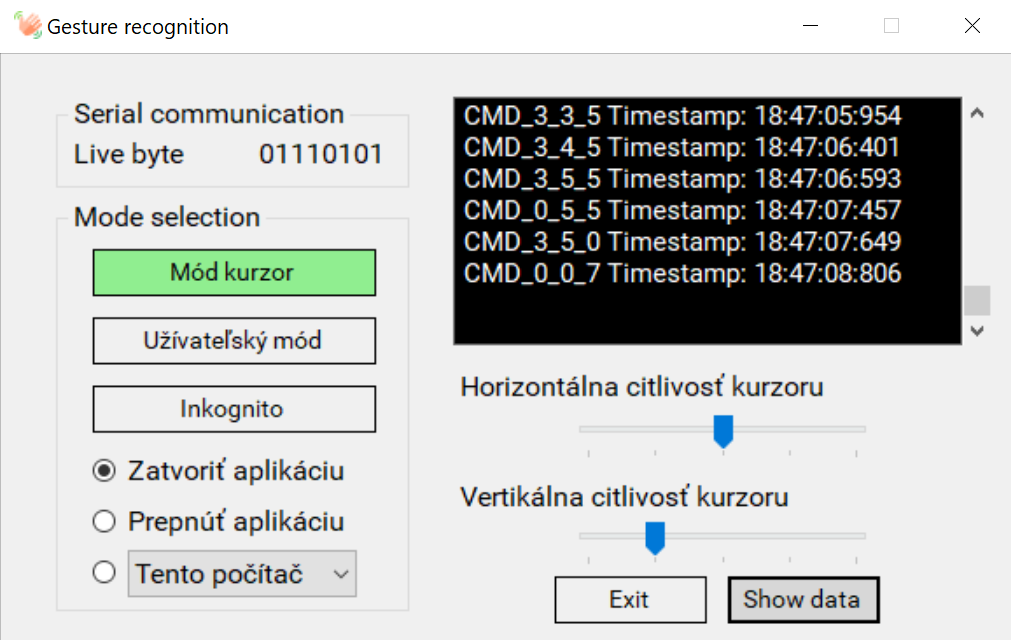 Gesture recognition
Serial communication
Live byte 01110101
Mode selection
Mód kurzor
Užívateľský mód
Inkognito
Zatvoriť aplikáciu
Prepnúť aplikáciu
Tento počítač
CMD_3_3_5 Timestamp: 18:47:05:954
CMD_3_4_5 Timestamp: 18:47:06:401
CMD_3_5_5 Timestamp: 18:47:06:593
CMD_0_5_5 Timestamp: 18:47:07:457
CMD_3_5_0 Timestamp: 18:47:07:649
CMD_0_0_7 Timestamp: 18:47:08:806
Horizontálna citlivosť kurzoru
Vertikálna citlivosť kurzoru
Exit
Show data